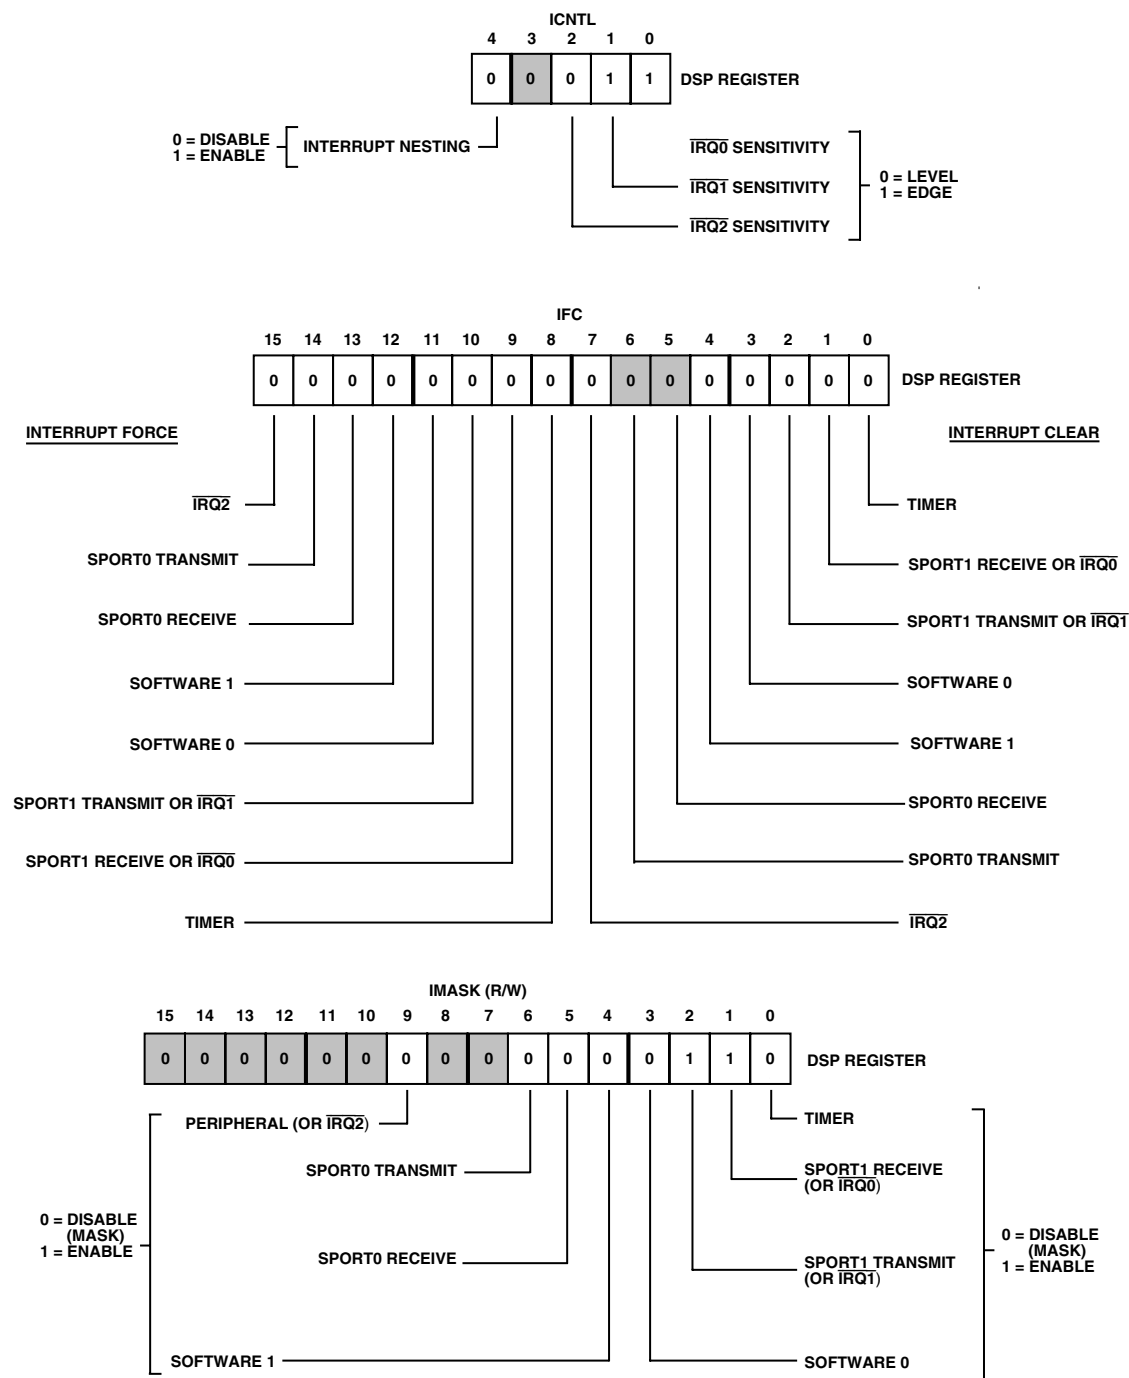 ICNTL
4 3 2 1 0
0 0 0 1 1 DSP REGISTER
0 = DISABLE
1 = ENABLE
INTERRUPT NESTING
IRQ0 SENSITIVITY
IRQ1 SENSITIVITY
IRQ2 SENSITIVITY
0 = LEVEL
1 = EDGE
IFC
15 14 13 12 11 10 9 8 7 6 5 4 3 2 1 0
0 0 0 0 0 0 0 0 0 0 0 0 0 0 0 0 DSP REGISTER
INTERRUPT FORCE INTERRUPT CLEAR
IRQ2 TIMER
SPORT0 TRANSMIT SPORT1 RECEIVE OR IRQ0
SPORT0 RECEIVE SPORT1 TRANSMIT OR IRQ1
SOFTWARE 1 SOFTWARE 0
SOFTWARE 0 SOFTWARE 1
SPORT1 TRANSMIT OR IRQ1 SPORT0 RECEIVE
SPORT1 RECEIVE OR IRQ0 SPORT0 TRANSMIT
TIMER IRQ2
IMASK (R/W)
15 14 13 12 11 10 9 8 7 6 5 4 3 2 1 0
0 0 0 0 0 0 0 0 0 0 0 0 0 1 1 0 DSP REGISTER
PERIPHERAL (OR IRQ2) TIMER
SPORT0 TRANSMIT SPORT1 RECEIVE
(OR IRQ0)
0 = DISABLE
(MASK)
1 = ENABLE
SPORT0 RECEIVE SPORT1 TRANSMIT
(OR IRQ1)
0 = DISABLE
(MASK)
1 = ENABLE
SOFTWARE 1 SOFTWARE 0